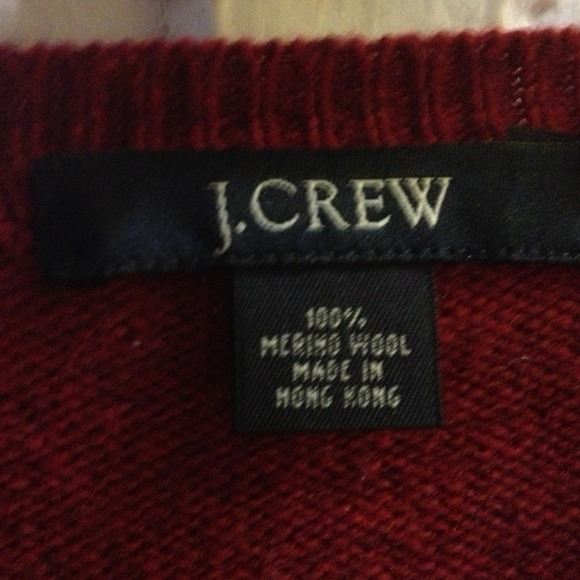 J.CREW
100%
MERINO WOOL
MADE IN
HONG KONG